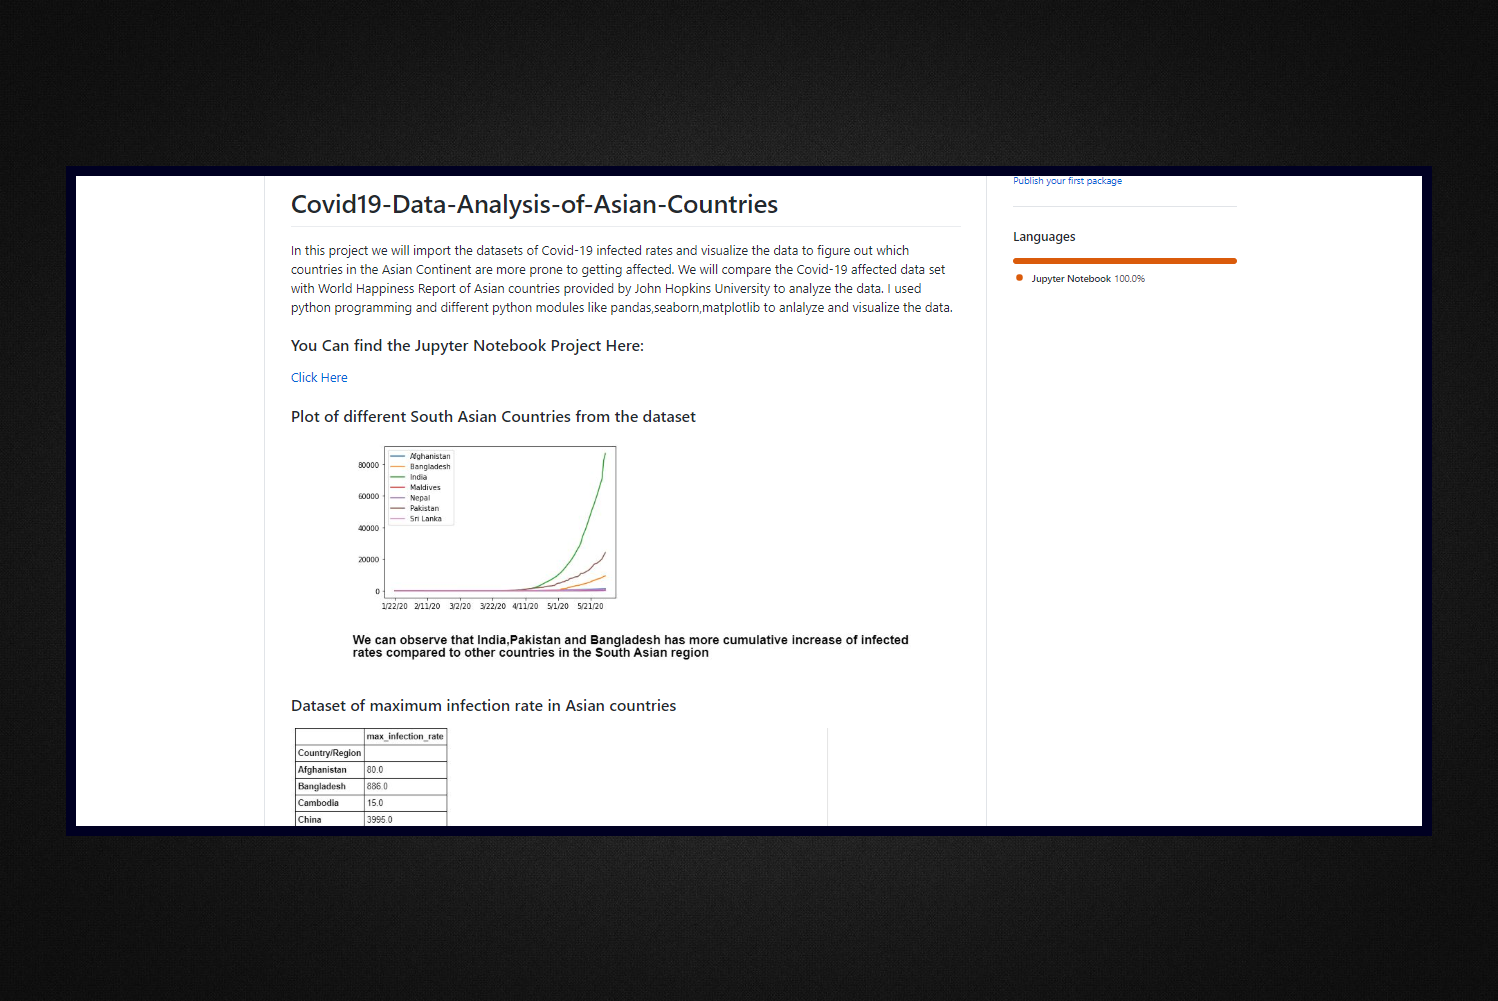 Publish your first package
Covid19-Data-Analysis-of-Asian-Countries
In this project we will import the datasets of Covid-19 infected rates and visualize the data to figure out which
countries in the Asian Continent are more prone to getting affected. We will compare the Covid-19 affected data set
with World Happiness Report of Asian countries provided by John Hopkins University to analyze the data. I used
python programming and different python modules like pandas,seaborn,matplotlib to anlalyze and visualize the data.
Languages
Jupyter Notebook 100.0%
You Can find the Jupyter Notebook Project Here:
Click Here
Plot of different South Asian Countries from the dataset
Afghanistan
Bangladesh
India
Maldives
Nepal
Pakistan
Sri Lanka
80000
60000
40000
20000
0
1/22/20 2/11/20 3/2/20 3/22/20 4/11/20 5/1/20 5/21/20
We can observe that India,Pakistan and Bangladesh has more cumulative increase of infected
rates compared to other countries in the South Asian region
Dataset of maximum infection rate in Asian countries
max_infection_rate
Country/Region
Afghanistan 80.0
Bangladesh 886.0
Cambodia 15.0
China 3995.0